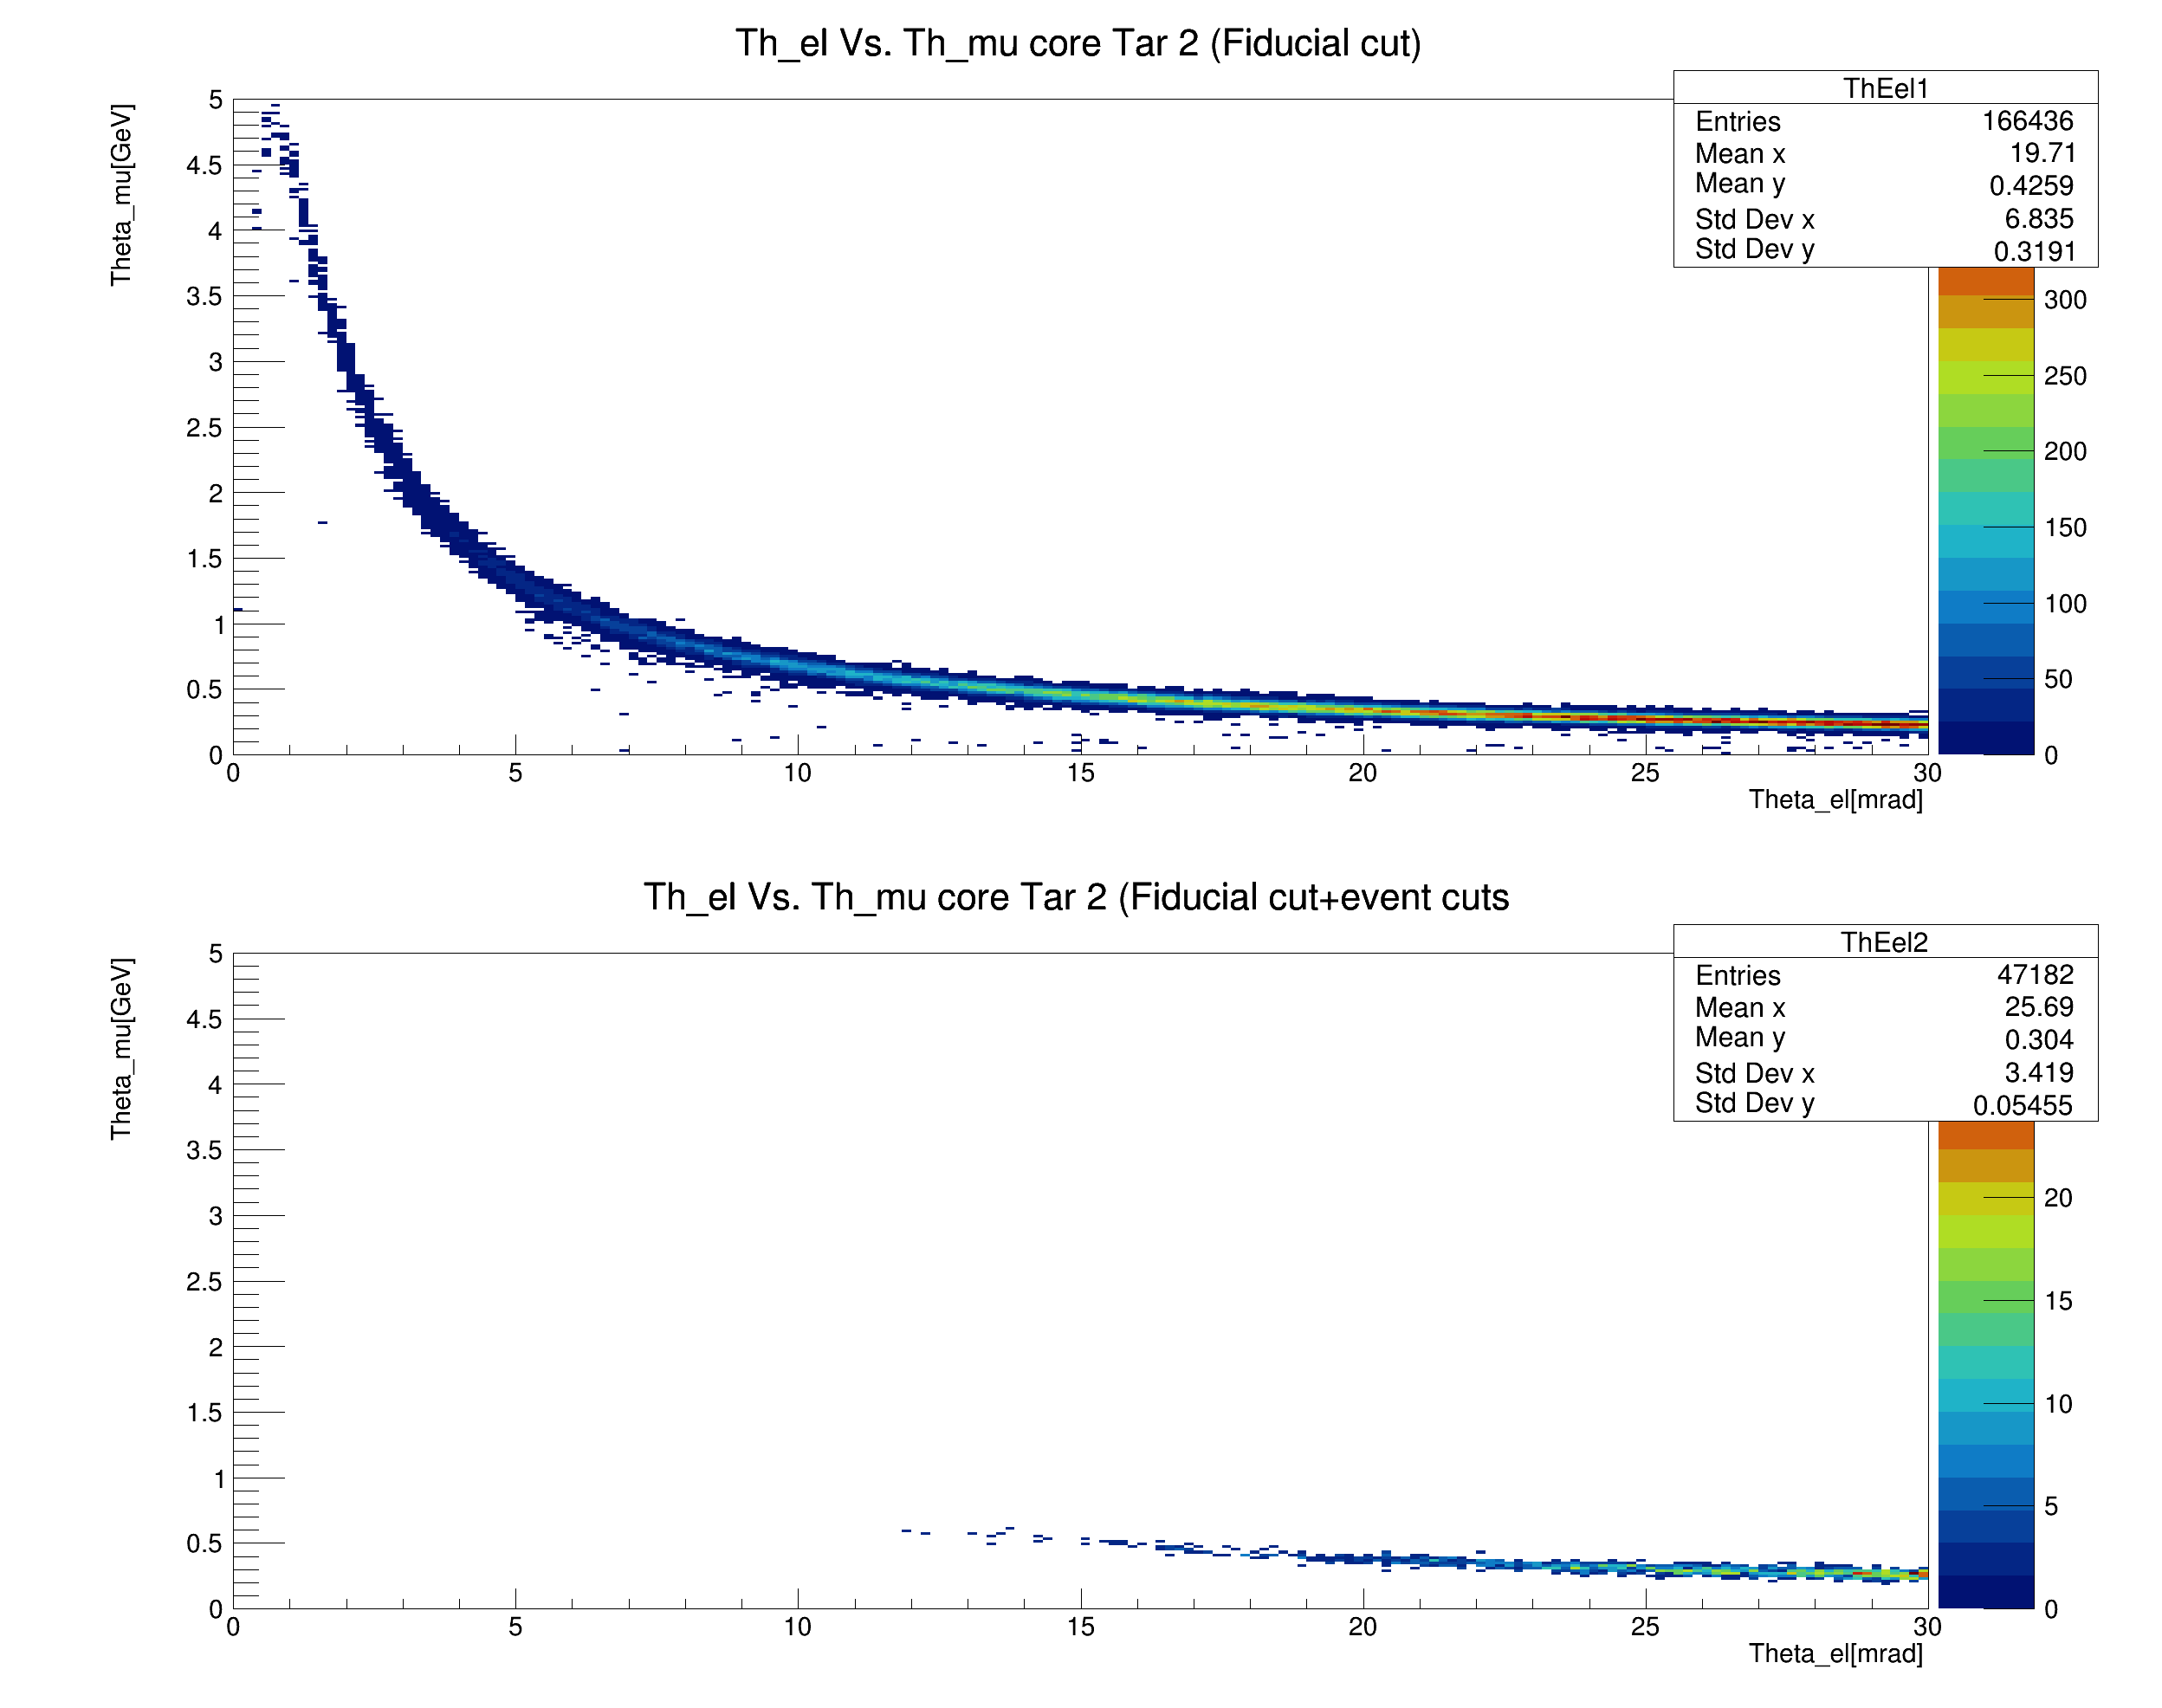 Th_el Vs. Th_mu core Tar 2 (Fiducial cut)
Theta_mu[GeV]
5
4.5
4
3.5
3
2.5
2
1.5
1
0.5
0
0 5 10 15 20 25 30
Theta_el[mrad]
ThEel1
Entries 166436
Mean x 19.71
Mean y 0.4259
Std Dev x 6.835
Std Dev y 0.3191
300
250
200
150
100
50
0
Th_el Vs. Th_mu core Tar 2 (Fiducial cut+event cuts
Theta_mu[GeV]
5
4.5
4
3.5
3
2.5
2
1.5
1
0.5
0
0 5 10 15 20 25 30
Theta_el[mrad]
ThEel2
Entries 47182
Mean x 25.69
Mean y 0.304
Std Dev x 3.419
Std Dev y 0.05455
20
15
10
5
0